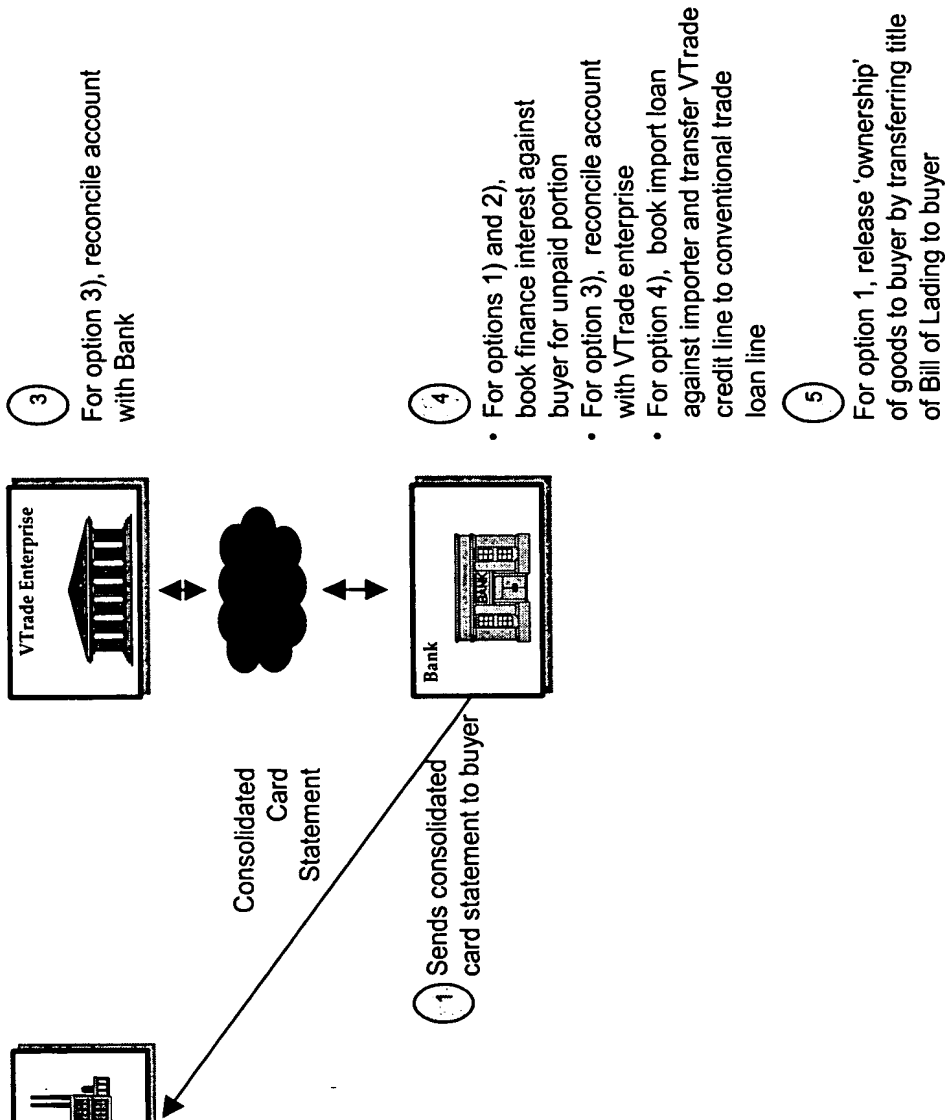 VTrade Enterprise
3
For option 3), reconcile account
with Bank
Consolidated
Card
Statement
1
Sends consolidated
card statement to buyer
Bank
BANK
4
• For options 1) and 2),
book finance interest against
buyer for unpaid portion
• For option 3), reconcile account
with VTrade enterprise
• For option 4), book import loan
against importer and transfer VTrade
credit line to conventional trade
loan line
5
For option 1, release ‘ownership’
of goods to buyer by transferring title
of Bill of Lading to buyer